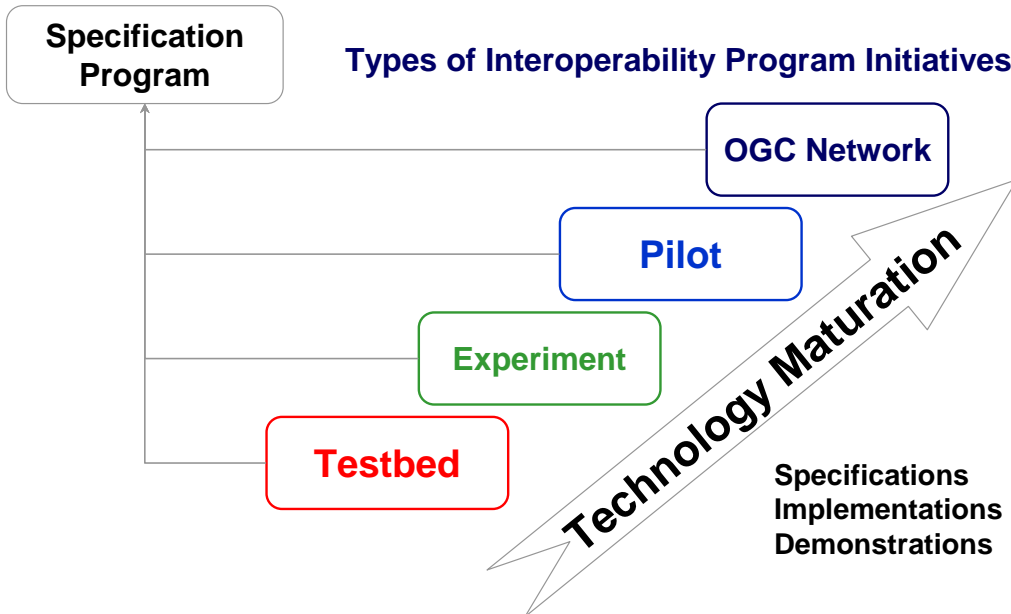 Specification
Program
Types of Interoperability Program Initiatives
OGC Network
Pilot
Experiment
Testbed
Technology Maturation
Specifications
Implementations
Demonstrations